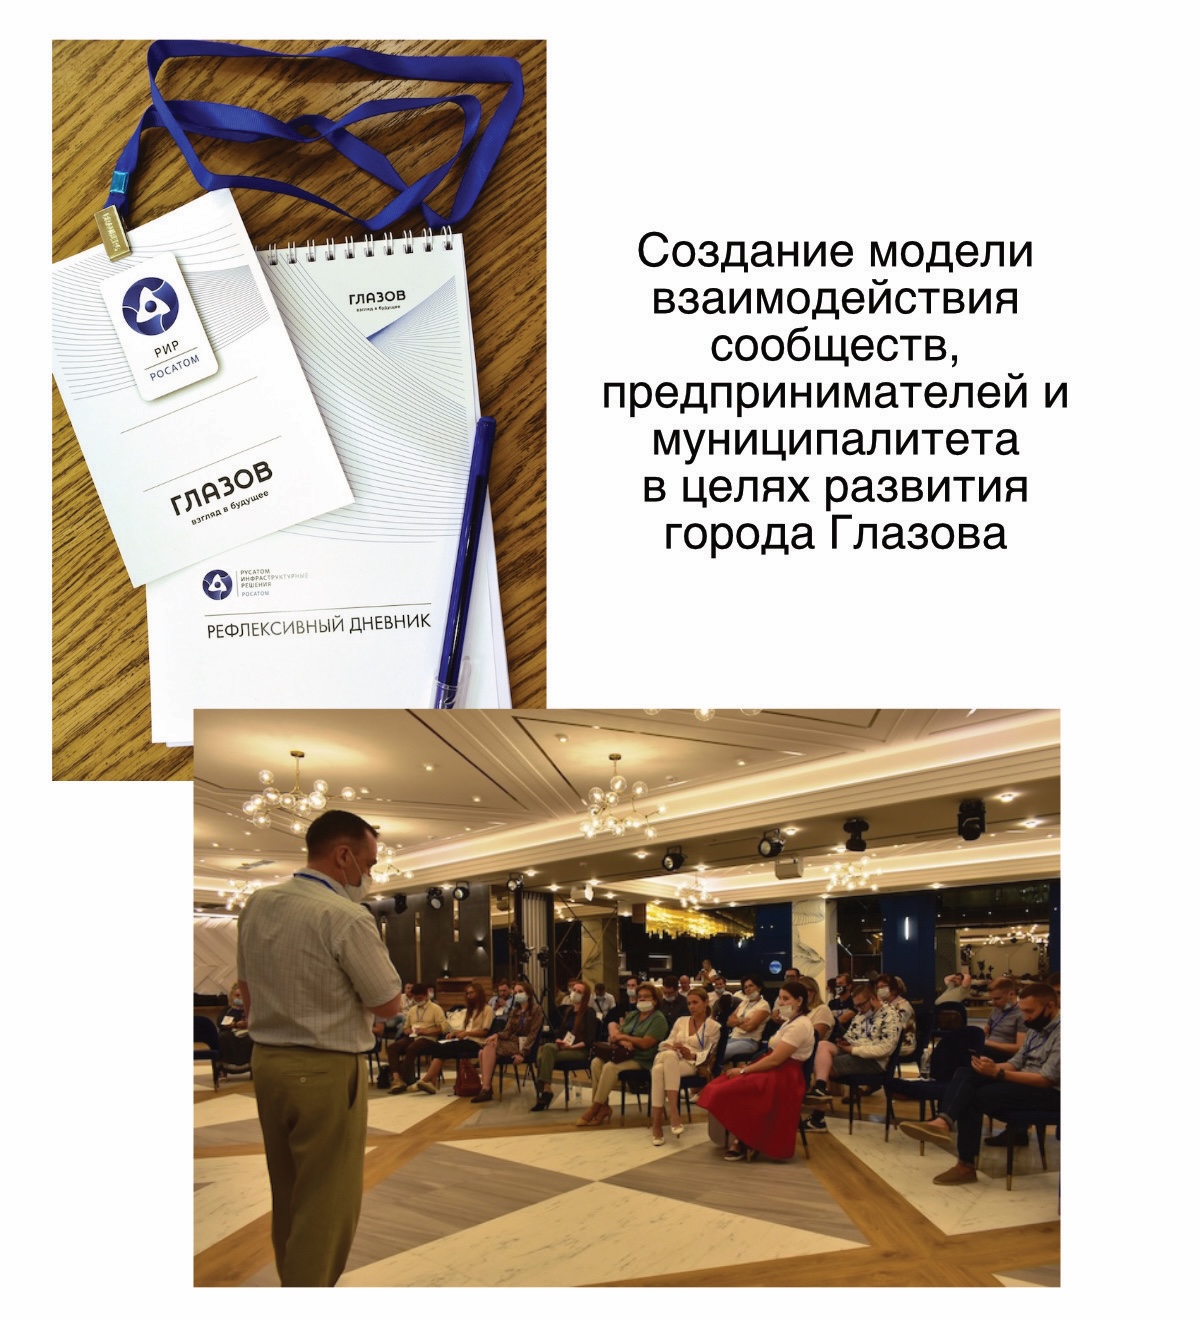 Создание модели
взаимодействия
сообществ,
предпринимателей и
муниципалитета
в целях развития
города Глазова
РИР
РОСАТОМ
ГЛАЗОВ
взгляд в будущее
ГЛАЗОВ
взгляд в будущее
РУСАТОМ
ИНФРАСТРУКТУРНЫЕ
РЕШЕНИЯ
РОСАТОМ
РЕФЛЕКСИВНЫЙ ДНЕВНИК